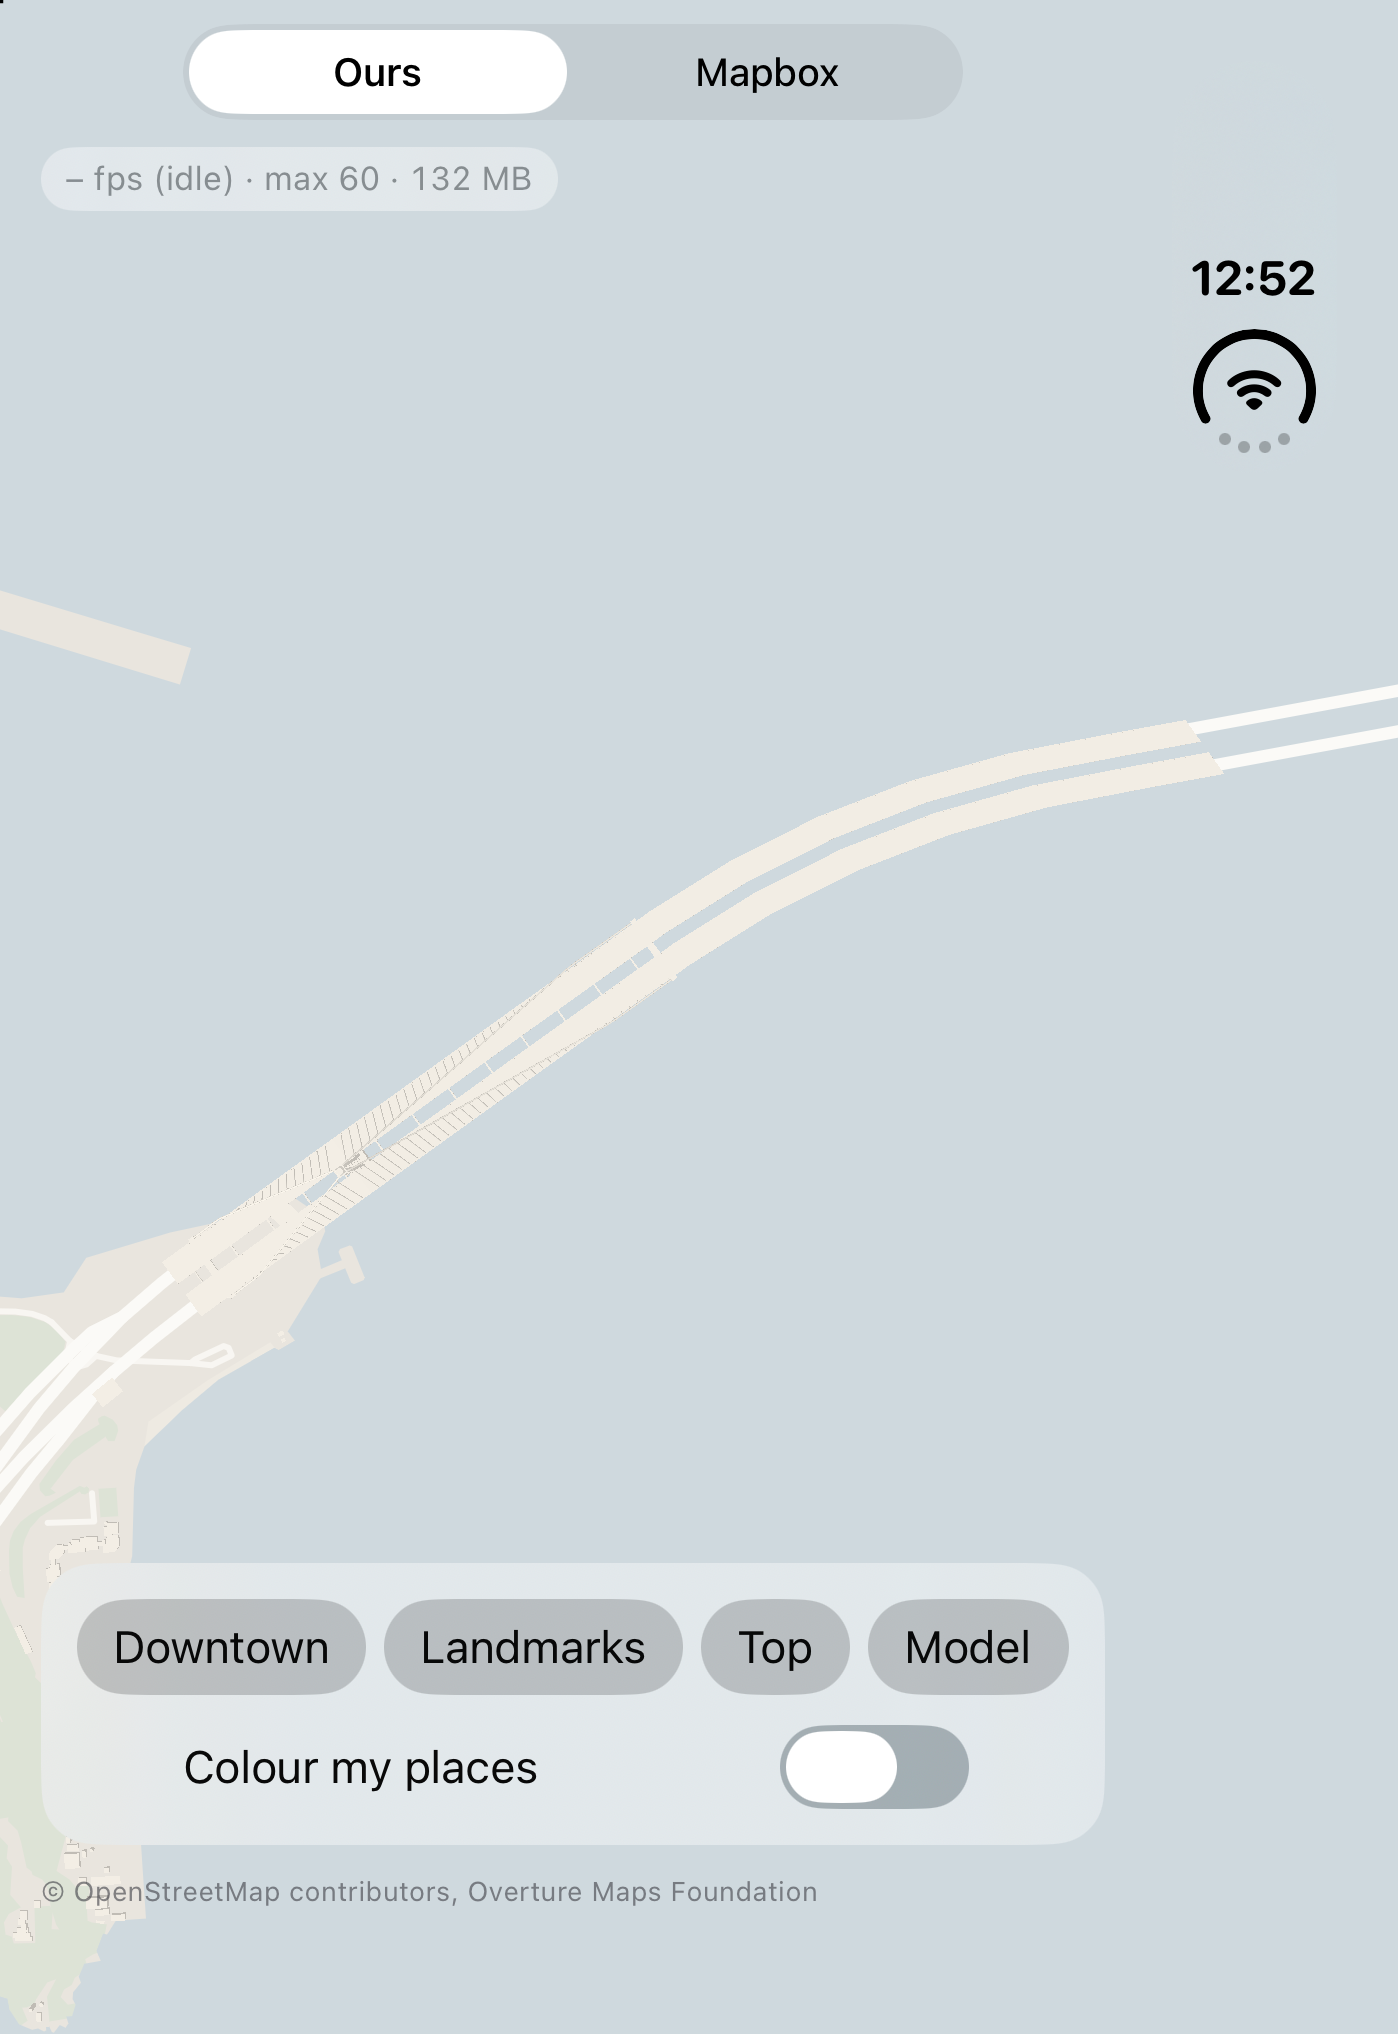 Ours Mapbox
– fps (idle) · max 60 · 132 MB
12:52
Downtown Landmarks Top Model
Colour my places
© OpenStreetMap contributors, Overture Maps Foundation